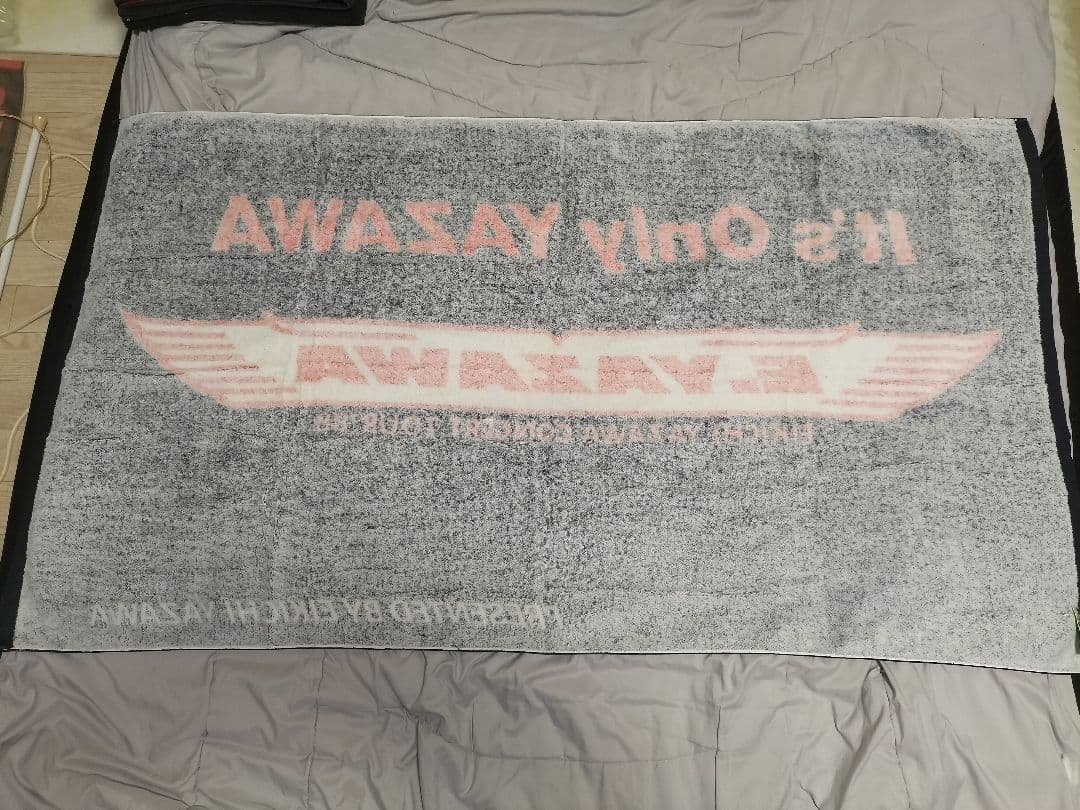 It's Only YAZAWA
E.YAZAWA
EIKICHI YAZAWA CONCERT TOUR
PRESENTED BY EIKICHI YAZAWA